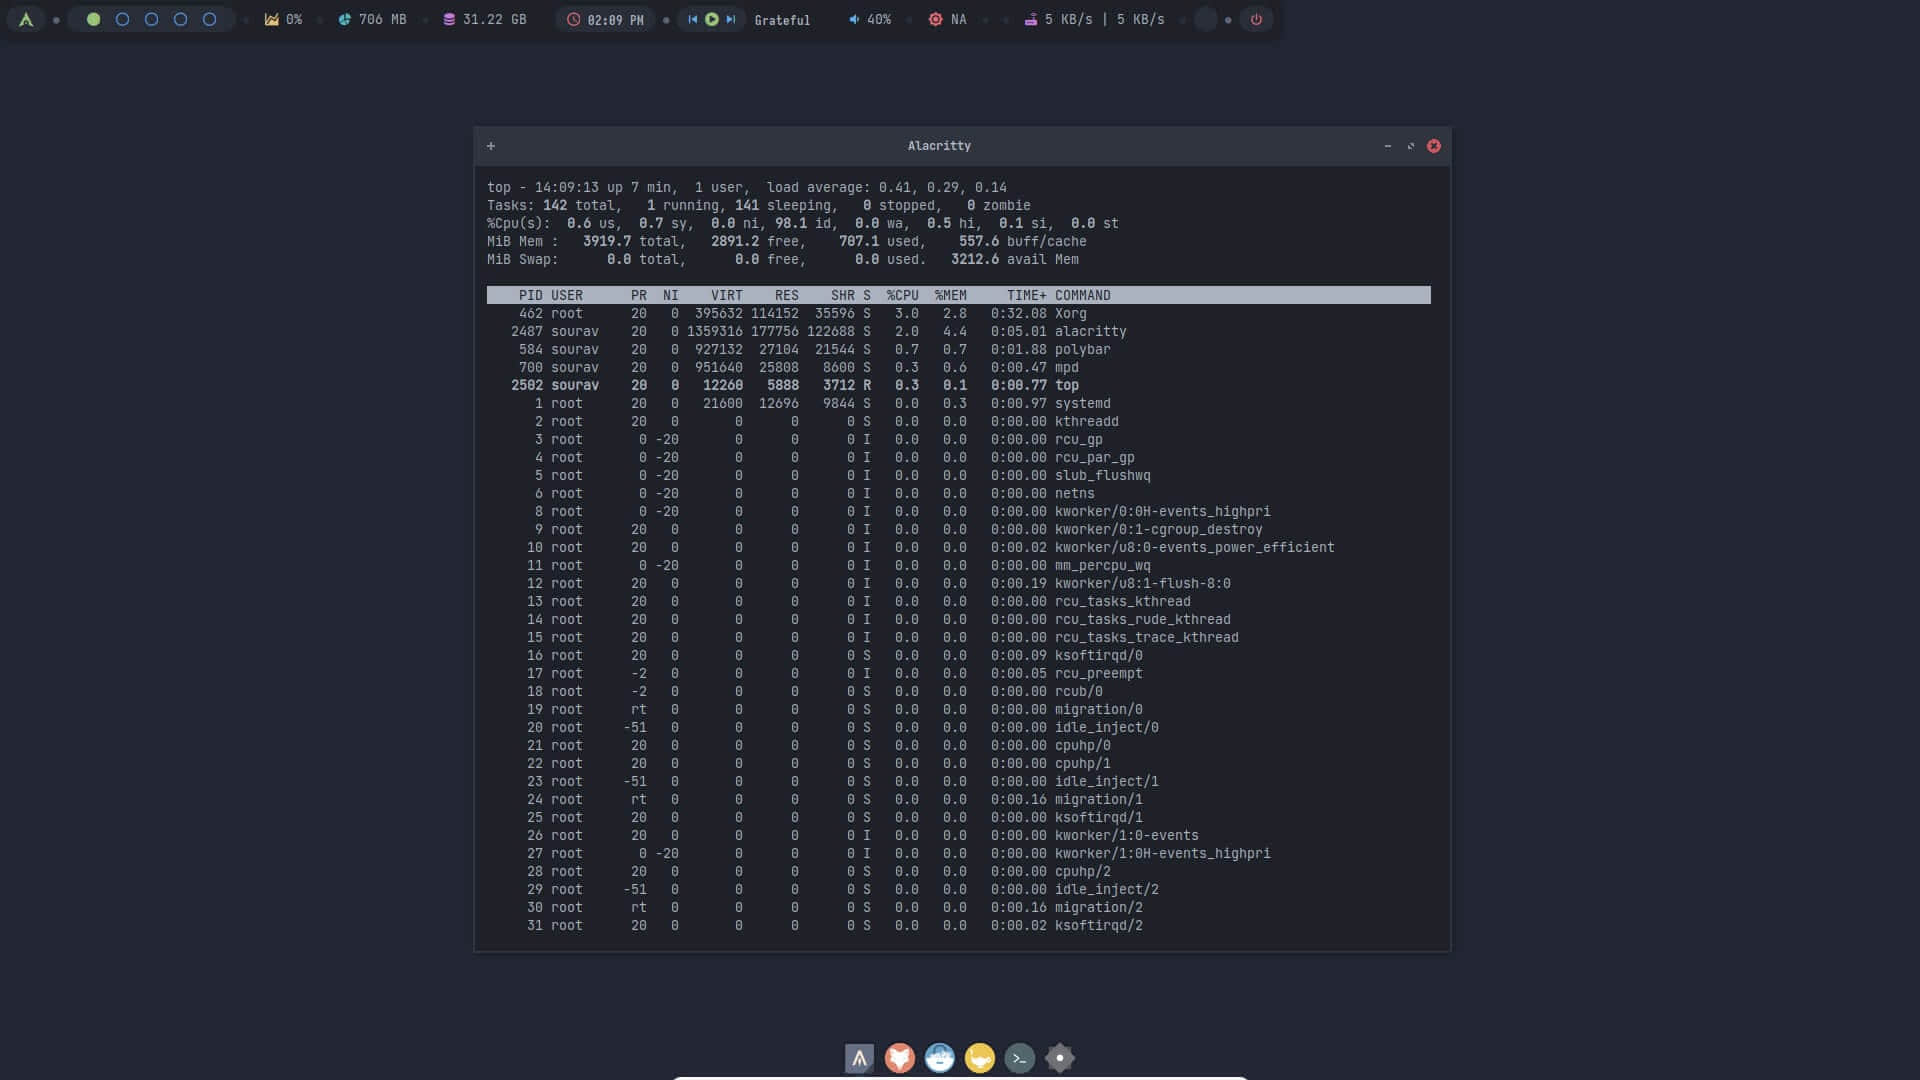 0% 706 MB 31.22 GB 02:09 PM Grateful 40% NA 5 KB/s | 5 KB/s
+ Alacritty
top - 14:09:13 up 7 min,  1 user,  load average: 0.41, 0.29, 0.14
Tasks: 142 total,   1 running, 141 sleeping,   0 stopped,   0 zombie
%Cpu(s):  0.6 us,  0.7 sy,  0.0 ni, 98.1 id,  0.0 wa,  0.5 hi,  0.1 si,  0.0 st
MiB Mem :   3919.7 total,   2891.2 free,    707.1 used,    557.6 buff/cache
MiB Swap:      0.0 total,      0.0 free,      0.0 used.   3212.6 avail Mem
PID USER PR NI VIRT RES SHR S %CPU %MEM TIME+ COMMAND
462 root 20 0 395632 114152 35596 S 3.0 2.8 0:32.08 Xorg
2487 sourav 20 0 1359316 177756 122688 S 2.0 4.4 0:05.01 alacritty
584 sourav 20 0 927132 27104 21544 S 0.7 0.7 0:01.88 polybar
700 sourav 20 0 951640 25808 8600 S 0.3 0.6 0:00.47 mpd
2502 sourav 20 0 12260 5888 3712 R 0.3 0.1 0:00.77 top
1 root 20 0 21600 12696 9844 S 0.0 0.3 0:00.97 systemd
2 root 20 0 0 0 0 S 0.0 0.0 0:00.00 kthreadd
3 root 0 -20 0 0 0 I 0.0 0.0 0:00.00 rcu_gp
4 root 0 -20 0 0 0 I 0.0 0.0 0:00.00 rcu_par_gp
5 root 0 -20 0 0 0 I 0.0 0.0 0:00.00 slub_flushwq
6 root 0 -20 0 0 0 I 0.0 0.0 0:00.00 netns
8 root 0 -20 0 0 0 I 0.0 0.0 0:00.00 kworker/0:0H-events_highpri
9 root 20 0 0 0 0 I 0.0 0.0 0:00.00 kworker/0:1-cgroup_destroy
10 root 20 0 0 0 0 I 0.0 0.0 0:00.02 kworker/u8:0-events_power_efficient
11 root 0 -20 0 0 0 I 0.0 0.0 0:00.00 mm_percpu_wq
12 root 20 0 0 0 0 I 0.0 0.0 0:00.19 kworker/u8:1-flush-8:0
13 root 20 0 0 0 0 I 0.0 0.0 0:00.00 rcu_tasks_kthread
14 root 20 0 0 0 0 I 0.0 0.0 0:00.00 rcu_tasks_rude_kthread
15 root 20 0 0 0 0 I 0.0 0.0 0:00.00 rcu_tasks_trace_kthread
16 root 20 0 0 0 0 S 0.0 0.0 0:00.09 ksoftirqd/0
17 root -2 0 0 0 0 I 0.0 0.0 0:00.05 rcu_preempt
18 root -2 0 0 0 0 S 0.0 0.0 0:00.00 rcub/0
19 root rt 0 0 0 0 S 0.0 0.0 0:00.00 migration/0
20 root -51 0 0 0 0 S 0.0 0.0 0:00.00 idle_inject/0
21 root 20 0 0 0 0 S 0.0 0.0 0:00.00 cpuhp/0
22 root 20 0 0 0 0 S 0.0 0.0 0:00.00 cpuhp/1
23 root -51 0 0 0 0 S 0.0 0.0 0:00.00 idle_inject/1
24 root rt 0 0 0 0 S 0.0 0.0 0:00.16 migration/1
25 root 20 0 0 0 0 S 0.0 0.0 0:00.00 ksoftirqd/1
26 root 20 0 0 0 0 I 0.0 0.0 0:00.00 kworker/1:0-events
27 root 0 -20 0 0 0 I 0.0 0.0 0:00.00 kworker/1:0H-events_highpri
28 root 20 0 0 0 0 S 0.0 0.0 0:00.00 cpuhp/2
29 root -51 0 0 0 0 S 0.0 0.0 0:00.00 idle_inject/2
30 root rt 0 0 0 0 S 0.0 0.0 0:00.16 migration/2
31 root 20 0 0 0 0 S 0.0 0.0 0:00.02 ksoftirqd/2